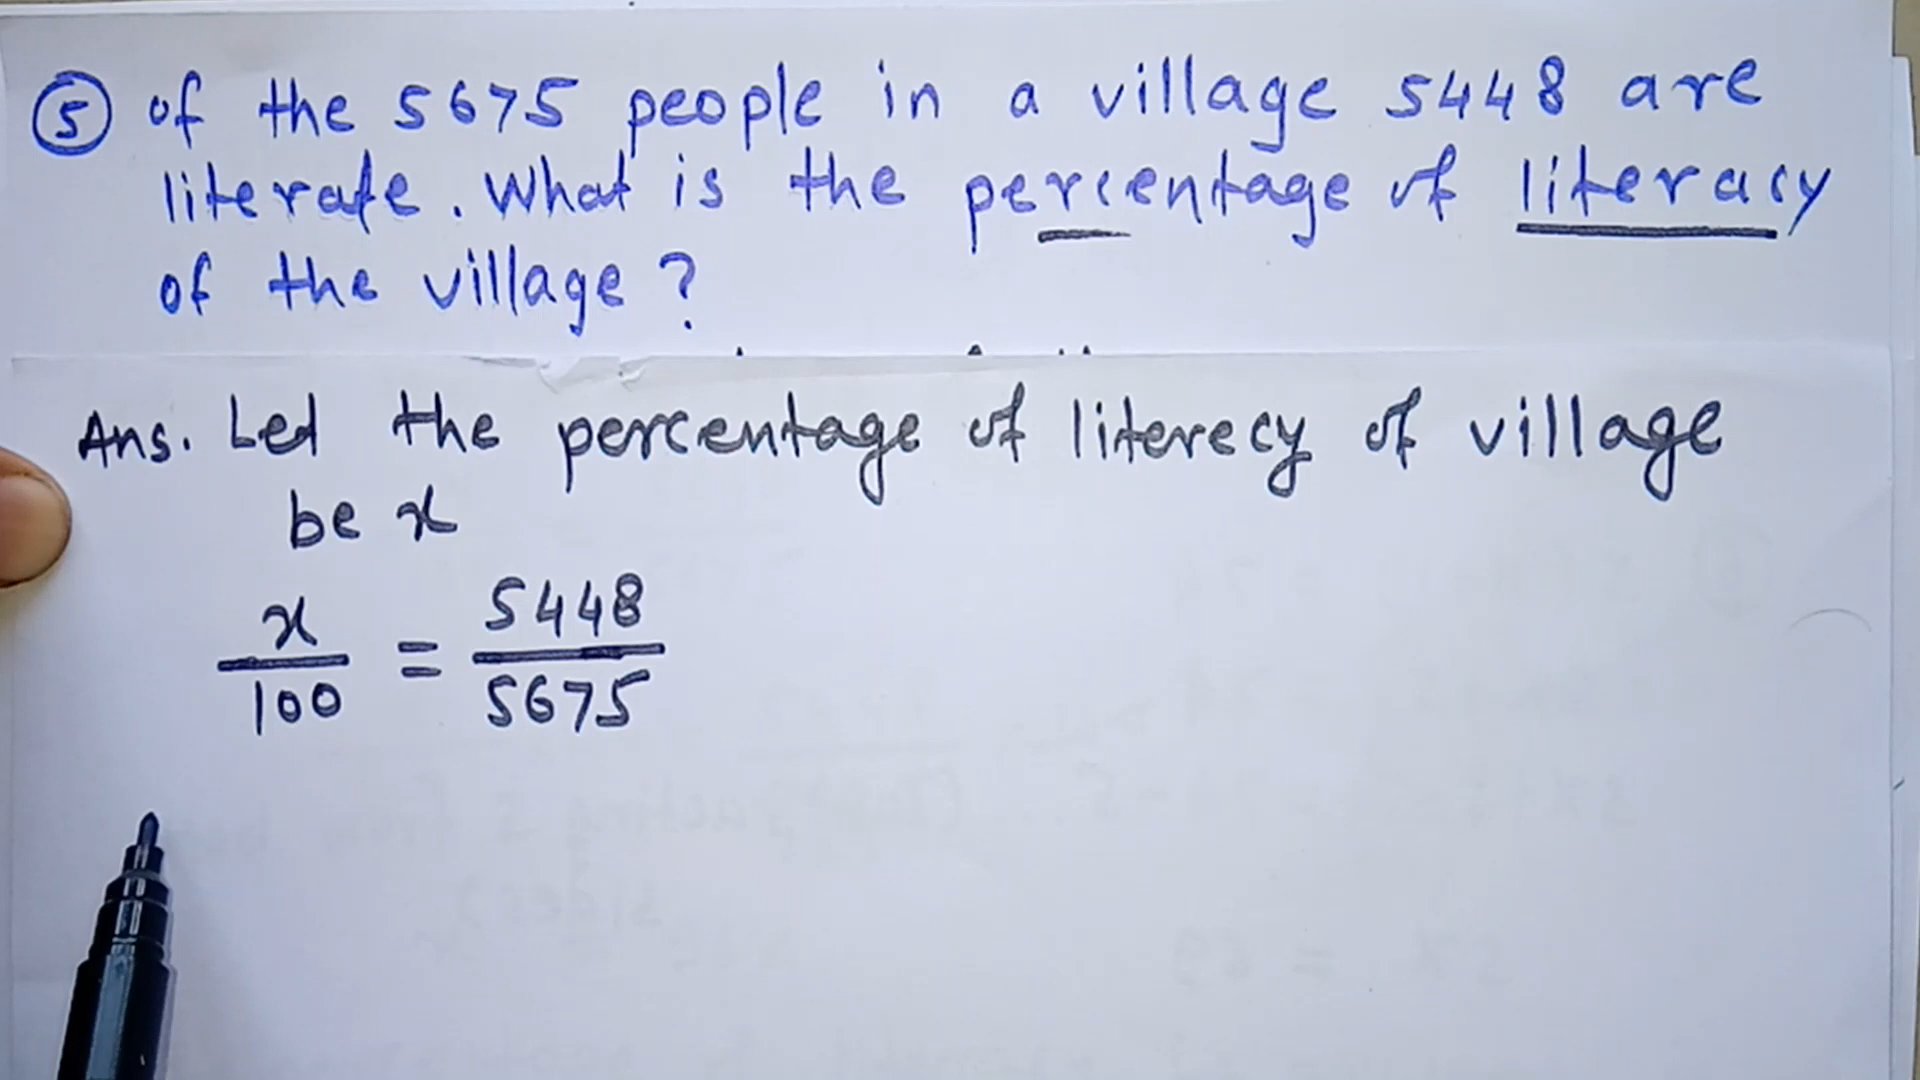 5 of the 5675 people in a village 5448 are
literate. What is the percentage of literacy
of the village ?
Ans. Let the percentage of literecy of village
be x
x/100 = 5448/5675